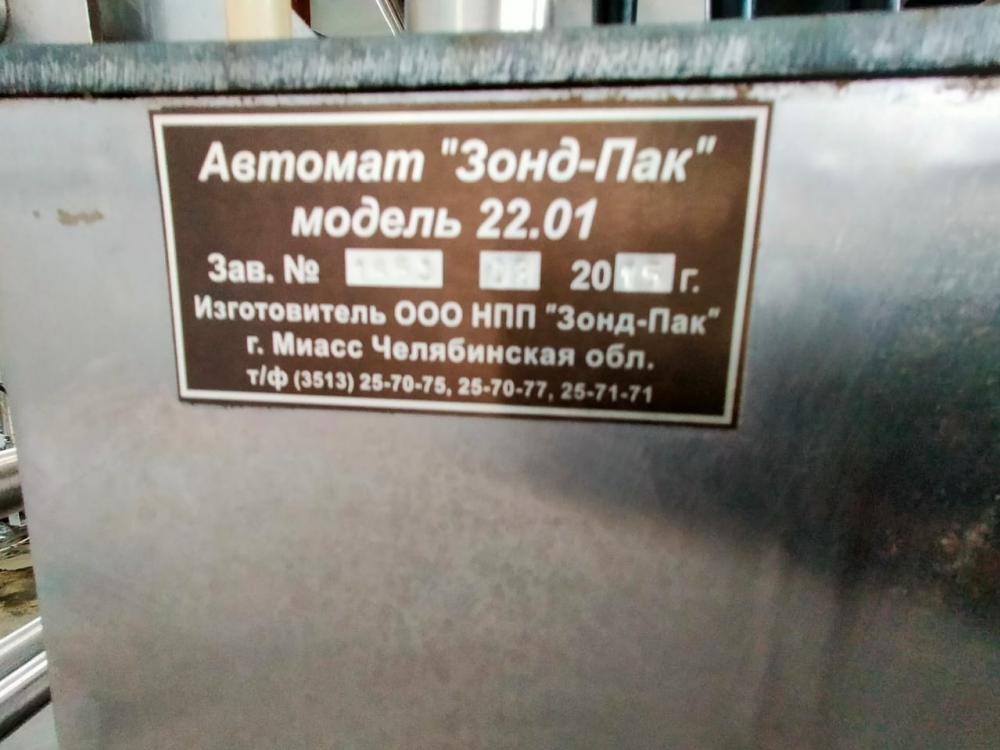 Автомат "Зонд-Пак"
модель 22.01
Зав. № 20 г.
Изготовитель ООО НПП "Зонд-Пак"
г. Миасс Челябинская обл.
т/ф (3513) 25-70-75, 25-70-77, 25-71-71